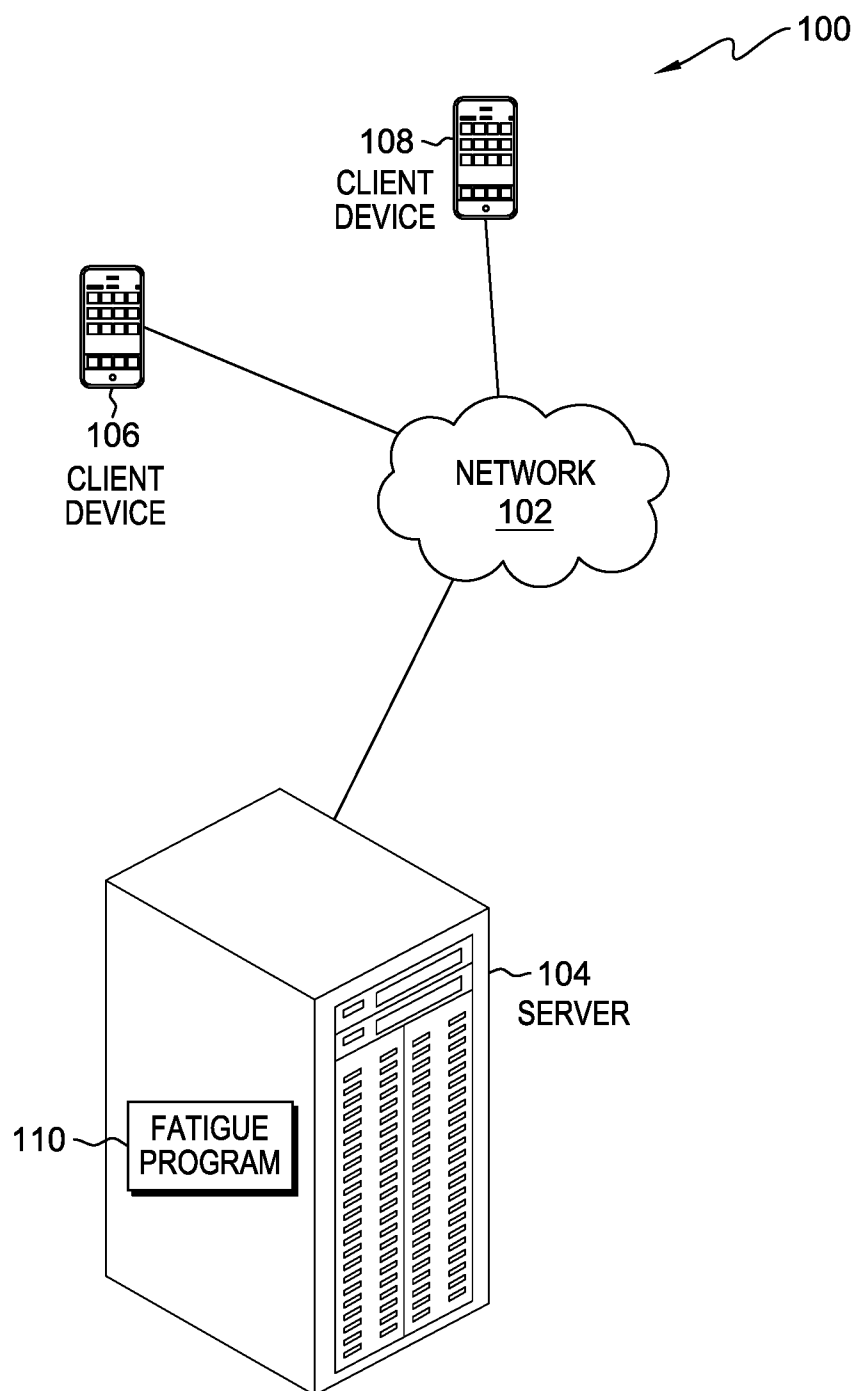 100
108
CLIENT
DEVICE
106
CLIENT
DEVICE
NETWORK
102
104
SERVER
110
FATIGUE
PROGRAM